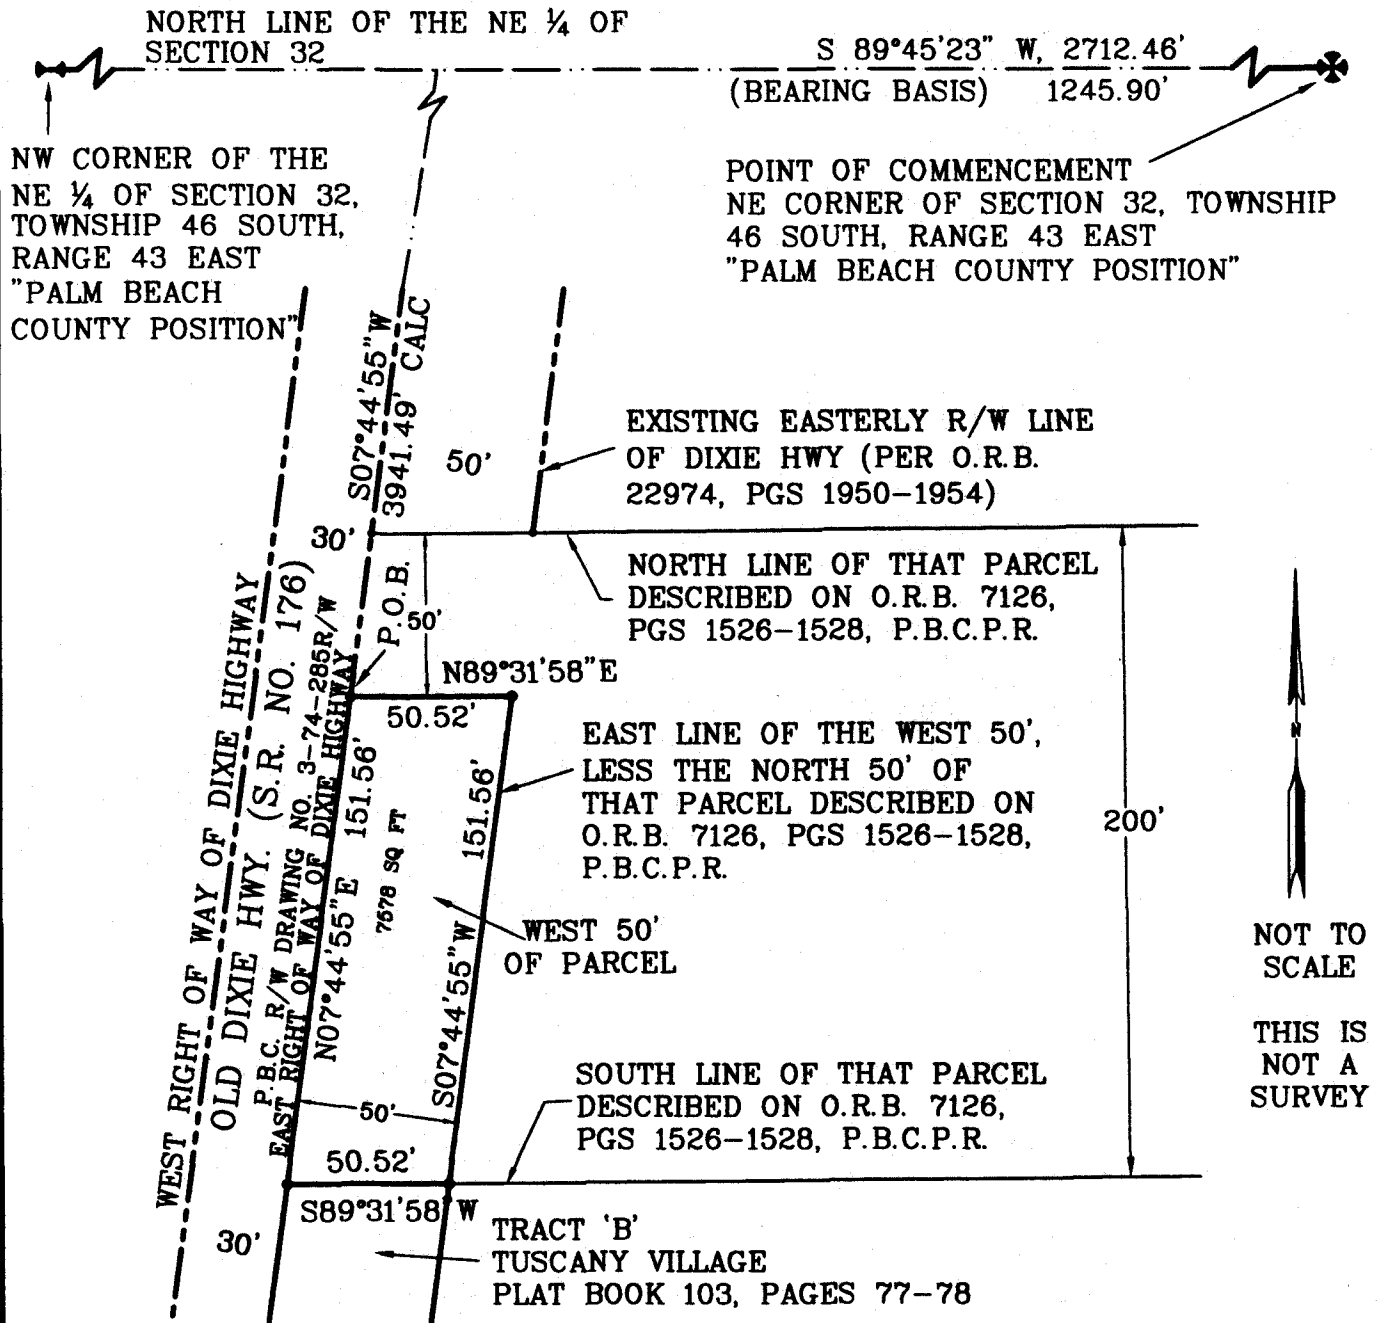 NORTH LINE OF THE NE ¼ OF
SECTION 32
S 89°45'23" W, 2712.46'
(BEARING BASIS) 1245.90'
NW CORNER OF THE
NE ¼ OF SECTION 32,
TOWNSHIP 46 SOUTH,
RANGE 43 EAST
"PALM BEACH
COUNTY POSITION"
POINT OF COMMENCEMENT
NE CORNER OF SECTION 32, TOWNSHIP
46 SOUTH, RANGE 43 EAST
"PALM BEACH COUNTY POSITION"
S07°44'55"W
3941.49' CALC
50'
EXISTING EASTERLY R/W LINE
OF DIXIE HWY (PER O.R.B.
22974, PGS 1950-1954)
30'
P.O.B.
50'
NORTH LINE OF THAT PARCEL
DESCRIBED ON O.R.B. 7126,
PGS 1526-1528, P.B.C.P.R.
N89°31'58"E
50.52'
EAST LINE OF THE WEST 50',
LESS THE NORTH 50' OF
THAT PARCEL DESCRIBED ON
O.R.B. 7126, PGS 1526-1528,
P.B.C.P.R.
200'
WEST RIGHT OF WAY OF DIXIE HIGHWAY
OLD DIXIE HWY. (S.R. NO. 176)
P.B.C. R/W DRAWING NO. 3-74-285R/W
EAST RIGHT OF WAY OF DIXIE HIGHWAY
N07°44'55"E 151.56'
7578 SQ FT
S07°44'55"W 151.56'
WEST 50'
OF PARCEL
N
NOT TO
SCALE
THIS IS
NOT A
SURVEY
SOUTH LINE OF THAT PARCEL
DESCRIBED ON O.R.B. 7126,
PGS 1526-1528, P.B.C.P.R.
50'
50.52'
S89°31'58"W
30'
TRACT 'B'
TUSCANY VILLAGE
PLAT BOOK 103, PAGES 77-78